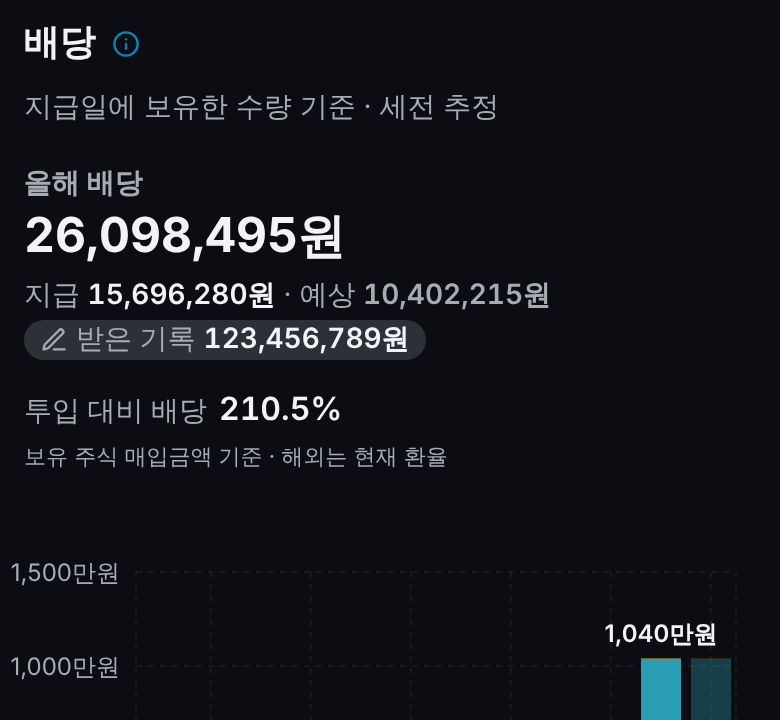 배당
지급일에 보유한 수량 기준 · 세전 추정
올해 배당
26,098,495원
지급 15,696,280원 · 예상 10,402,215원
받은 기록 123,456,789원
투입 대비 배당 210.5%
보유 주식 매입금액 기준 · 해외는 현재 환율
1,500만원
1,040만원
1,000만원